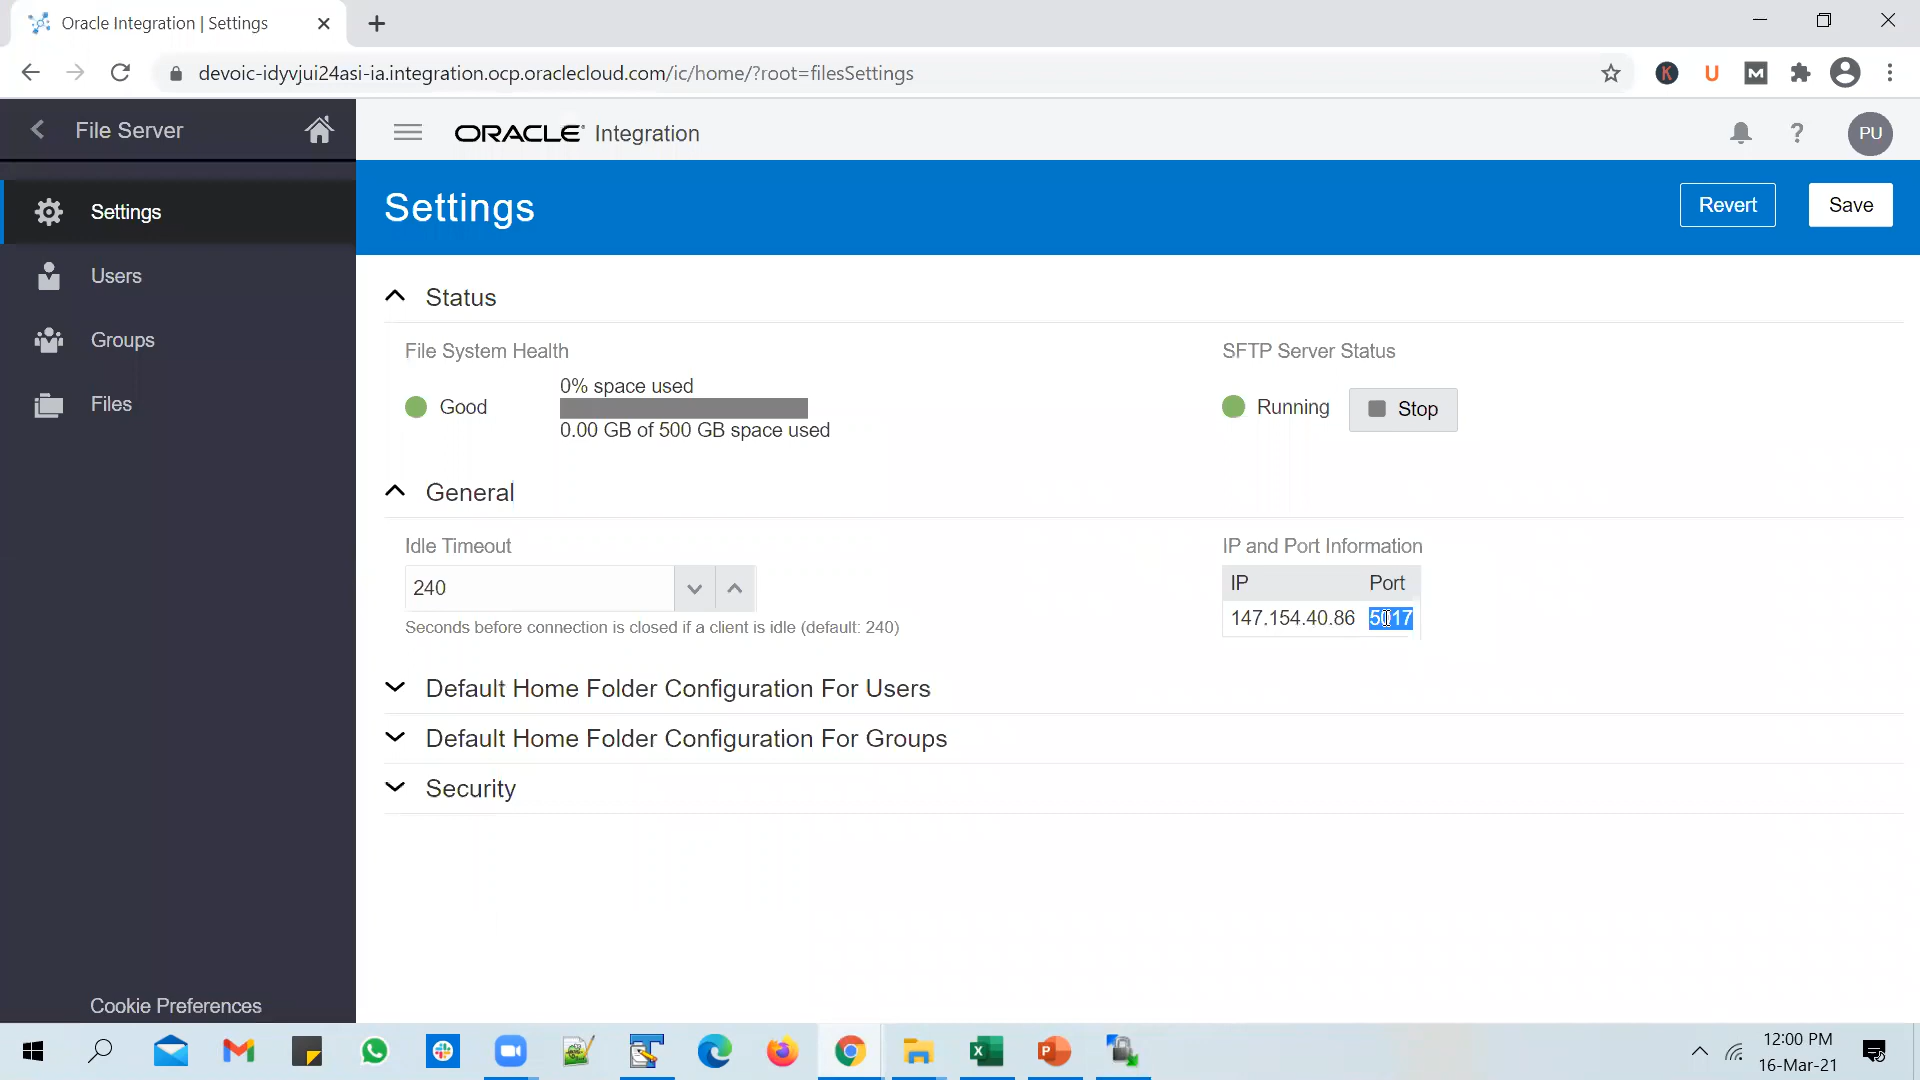 Oracle Integration | Settings
devoic-idyvjui24asi-ia.integration.ocp.oraclecloud.com/ic/home/?root=filesSettings
K
U
M
File Server
ORACLE Integration
?
PU
Settings
Users
Groups
Files
Cookie Preferences
Settings
Revert
Save
Status
File System Health
SFTP Server Status
Good
0% space used
0.00 GB of 500 GB space used
Running
Stop
General
Idle Timeout
240
Seconds before connection is closed if a client is idle (default: 240)
IP and Port Information
IP Port
147.154.40.86 5017
Default Home Folder Configuration For Users
Default Home Folder Configuration For Groups
Security
12:00 PM
16-Mar-21